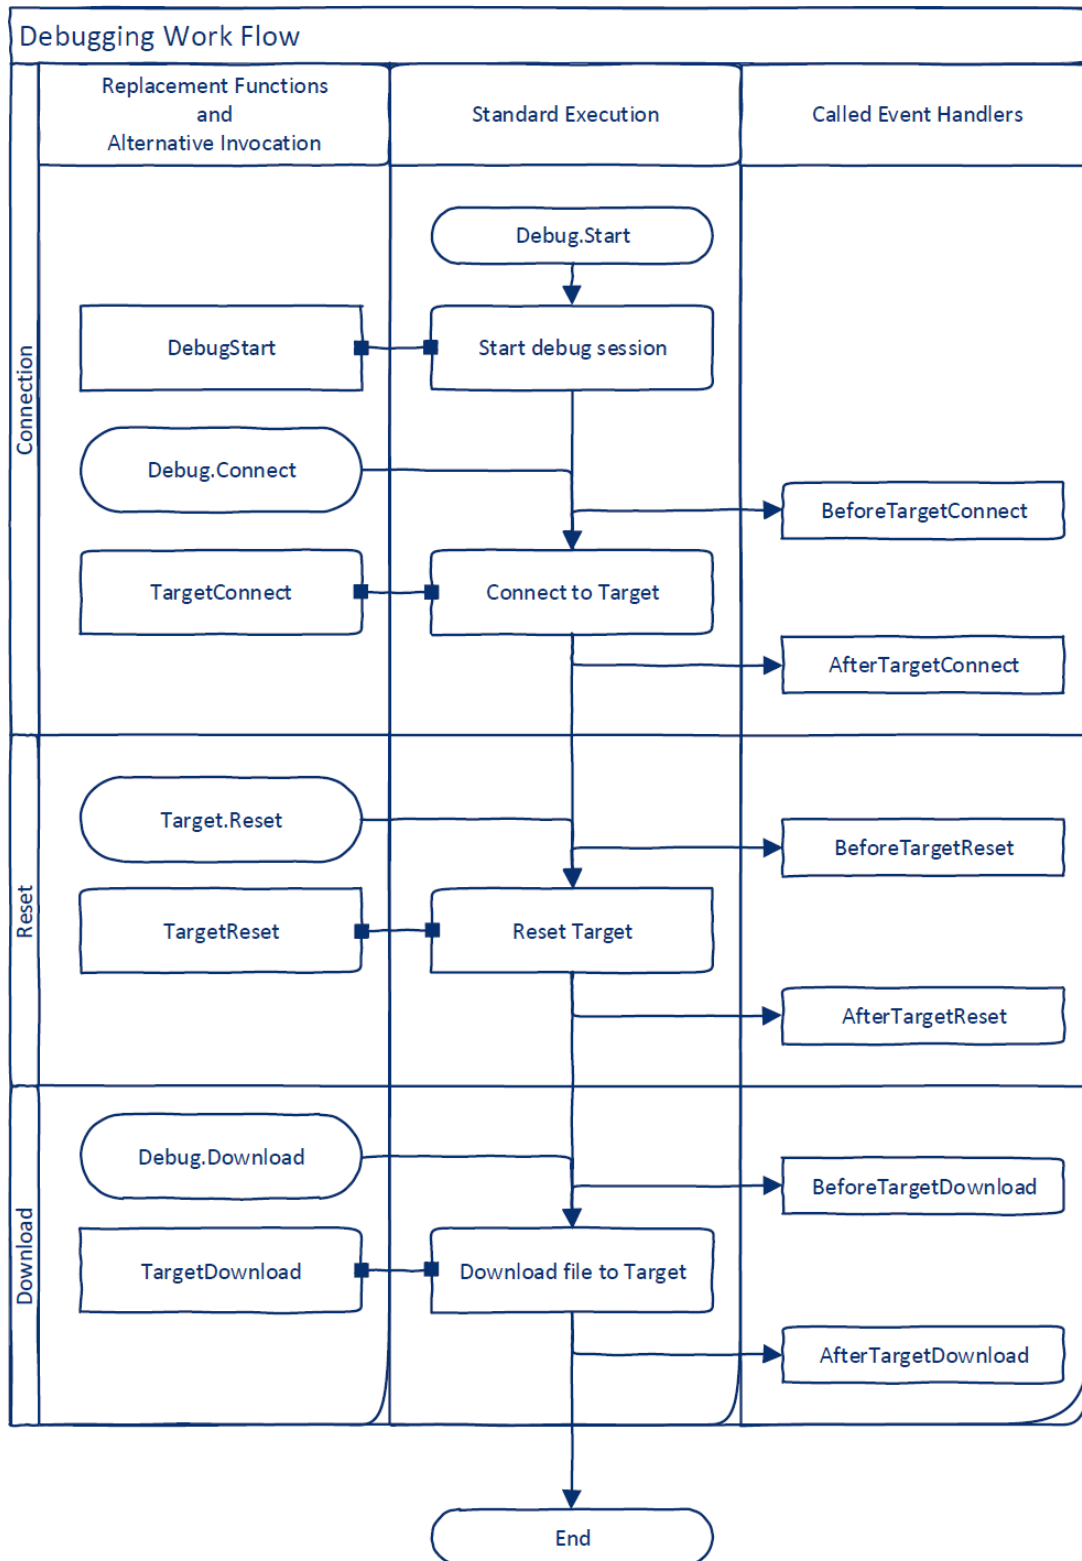 Debugging Work Flow
Replacement Functions
and
Alternative Invocation
Standard Execution
Called Event Handlers
Connection
Debug.Start
DebugStart
Start debug session
Debug.Connect
BeforeTargetConnect
TargetConnect
Connect to Target
AfterTargetConnect
Reset
Target.Reset
BeforeTargetReset
TargetReset
Reset Target
AfterTargetReset
Download
Debug.Download
BeforeTargetDownload
TargetDownload
Download file to Target
AfterTargetDownload
End